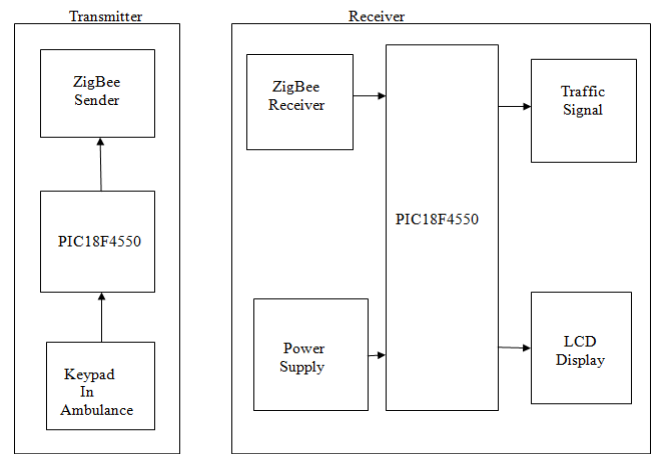 Transmitter
ZigBee
Sender
PIC18F4550
Keypad
In
Ambulance
Receiver
ZigBee
Receiver
PIC18F4550
Power
Supply
Traffic
Signal
LCD
Display